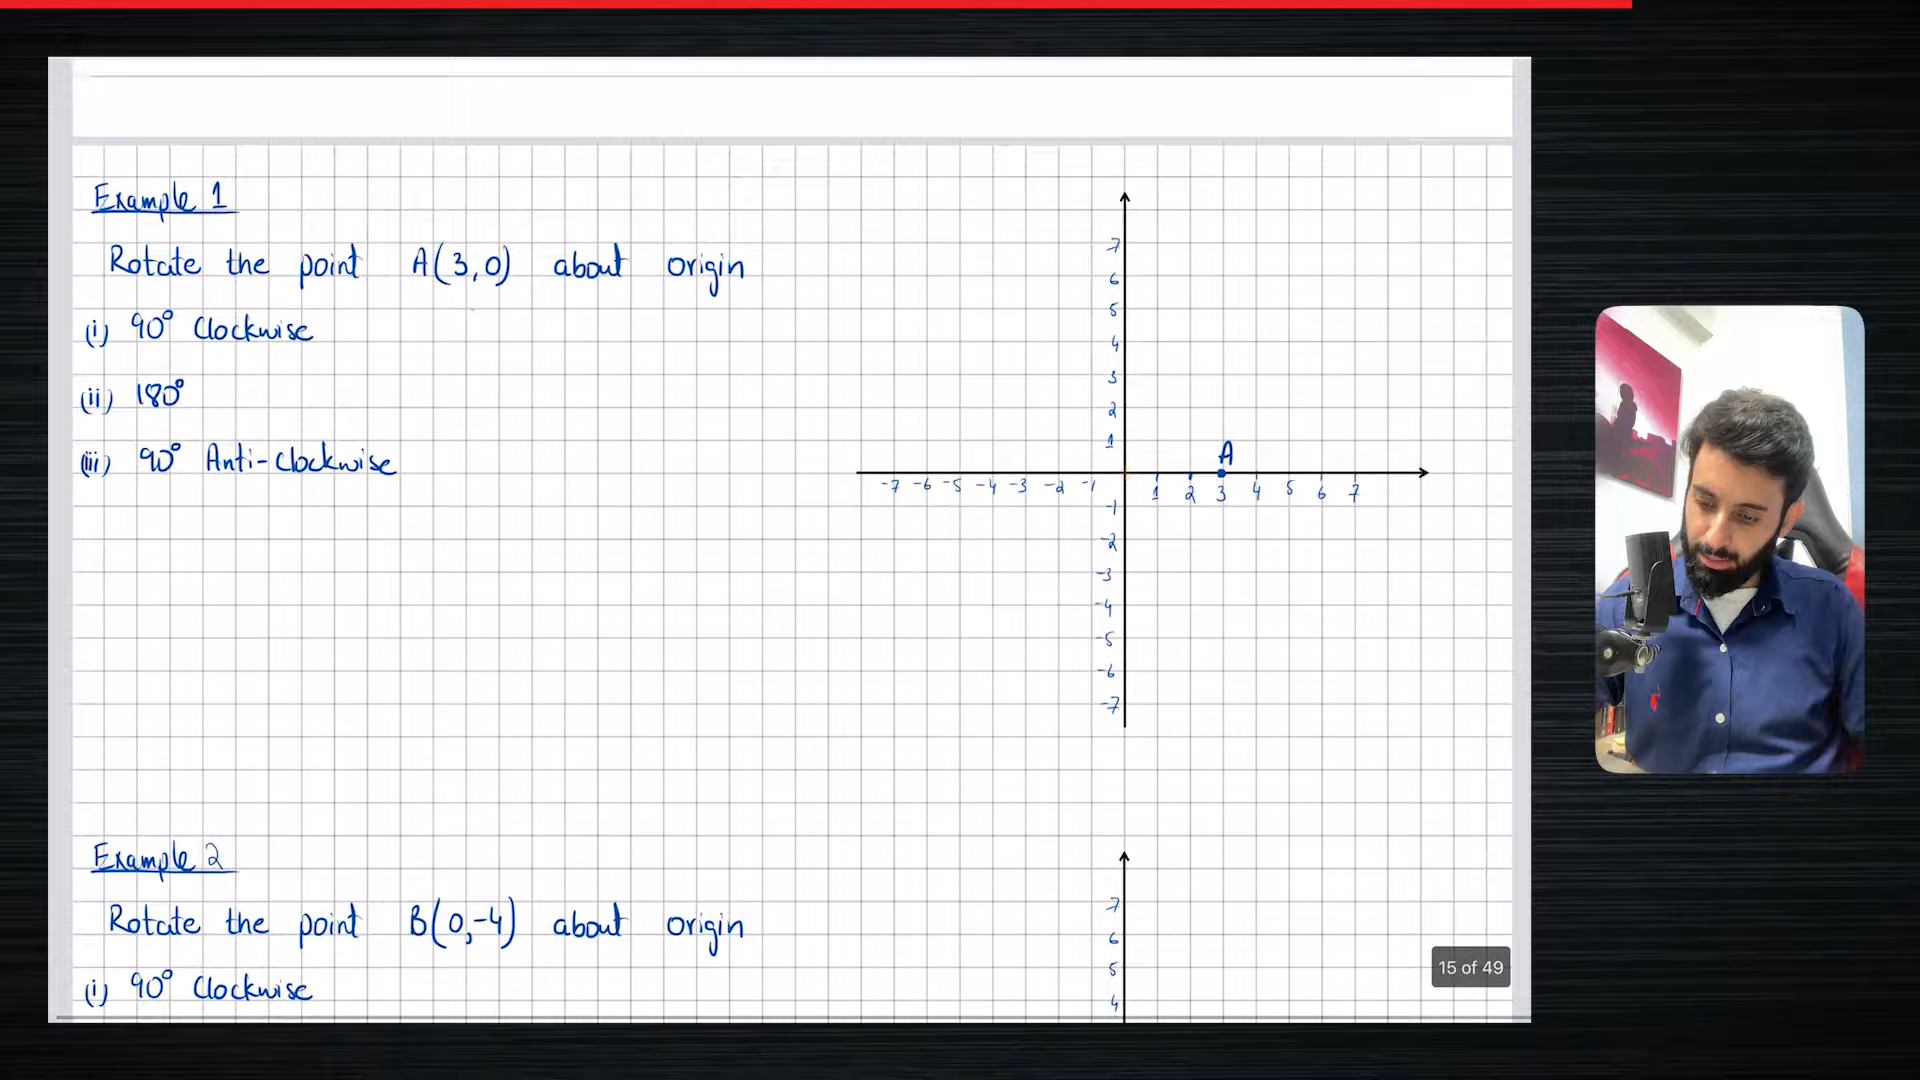 Example 1
Rotate the point A(3,0) about origin
(i) 90° Clockwise
(ii) 180°
(iii) 90° Anti-Clockwise
7
6
5
4
3
2
1
A
-7 -6 -5 -4 -3 -2 -1 1 2 3 4 5 6 7
-1
-2
-3
-4
-5
-6
-7
Example 2
Rotate the point B(0,-4) about origin
(i) 90° Clockwise
7
6
5
4
15 of 49